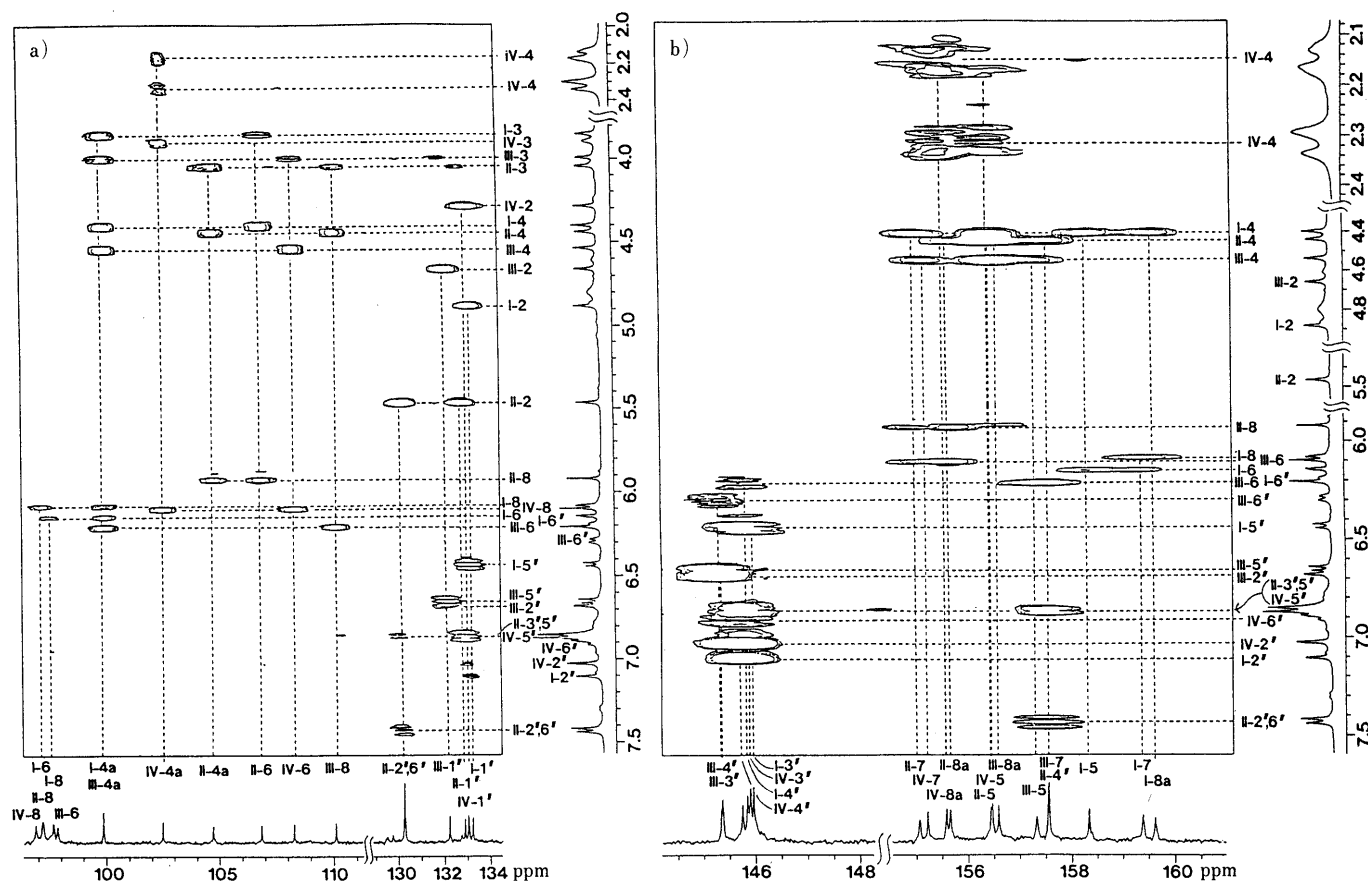 a)
2.0
2.2
2.4
4.0
4.5
5.0
5.5
6.0
6.5
7.0
7.5
IV-4
IV-4
I-3
IV-3
III-3
II-3
IV-2
I-4
II-4
III-4
III-2
I-2
II-2
II-8
I-8
IV-8
I-6
I-6"
III-6
III-6"
I-5"
III-5"
III-2"
II-3",5"
IV-5"
IV-6"
IV-2"
I-2"
II-2",6"
I-6
I-8
II-8
IV-8
III-6
I-4a
III-4a
IV-4a
II-4a
II-6
IV-6
III-8
II-2",6"
III-1"
I-1"
II-1"
IV-1"
100
105
110
130
132
134
ppm
b)
2.1
2.2
2.3
2.4
4.4
4.6
4.8
5.5
6.0
6.5
7.0
7.5
IV-4
IV-4
I-4
II-4
III-4
III-2
I-2
II-2
II-8
I-8
III-6
I-6
III-6
I-6"
III-6"
I-5"
III-5"
III-2"
II-3",5"
IV-5"
IV-6"
IV-2"
I-2"
II-2",6"
III-4"
III-3"
I-3"
IV-3"
I-4"
IV-4"
II-7
IV-7
II-8a
IV-8a
III-8a
IV-5
II-5
III-7
II-4"
III-5
I-5
I-7
I-8a
146
148
156
158
160
ppm